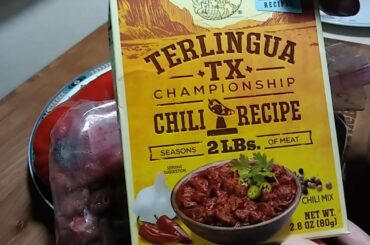 RECIPES
TERLINGUA
TX
CHAMPIONSHIP
CHILI RECIPE
SEASONS 2 LBS. OF MEAT
SERVING
SUGGESTION
CHILI MIX
NET WT.
2.8 OZ (80g)